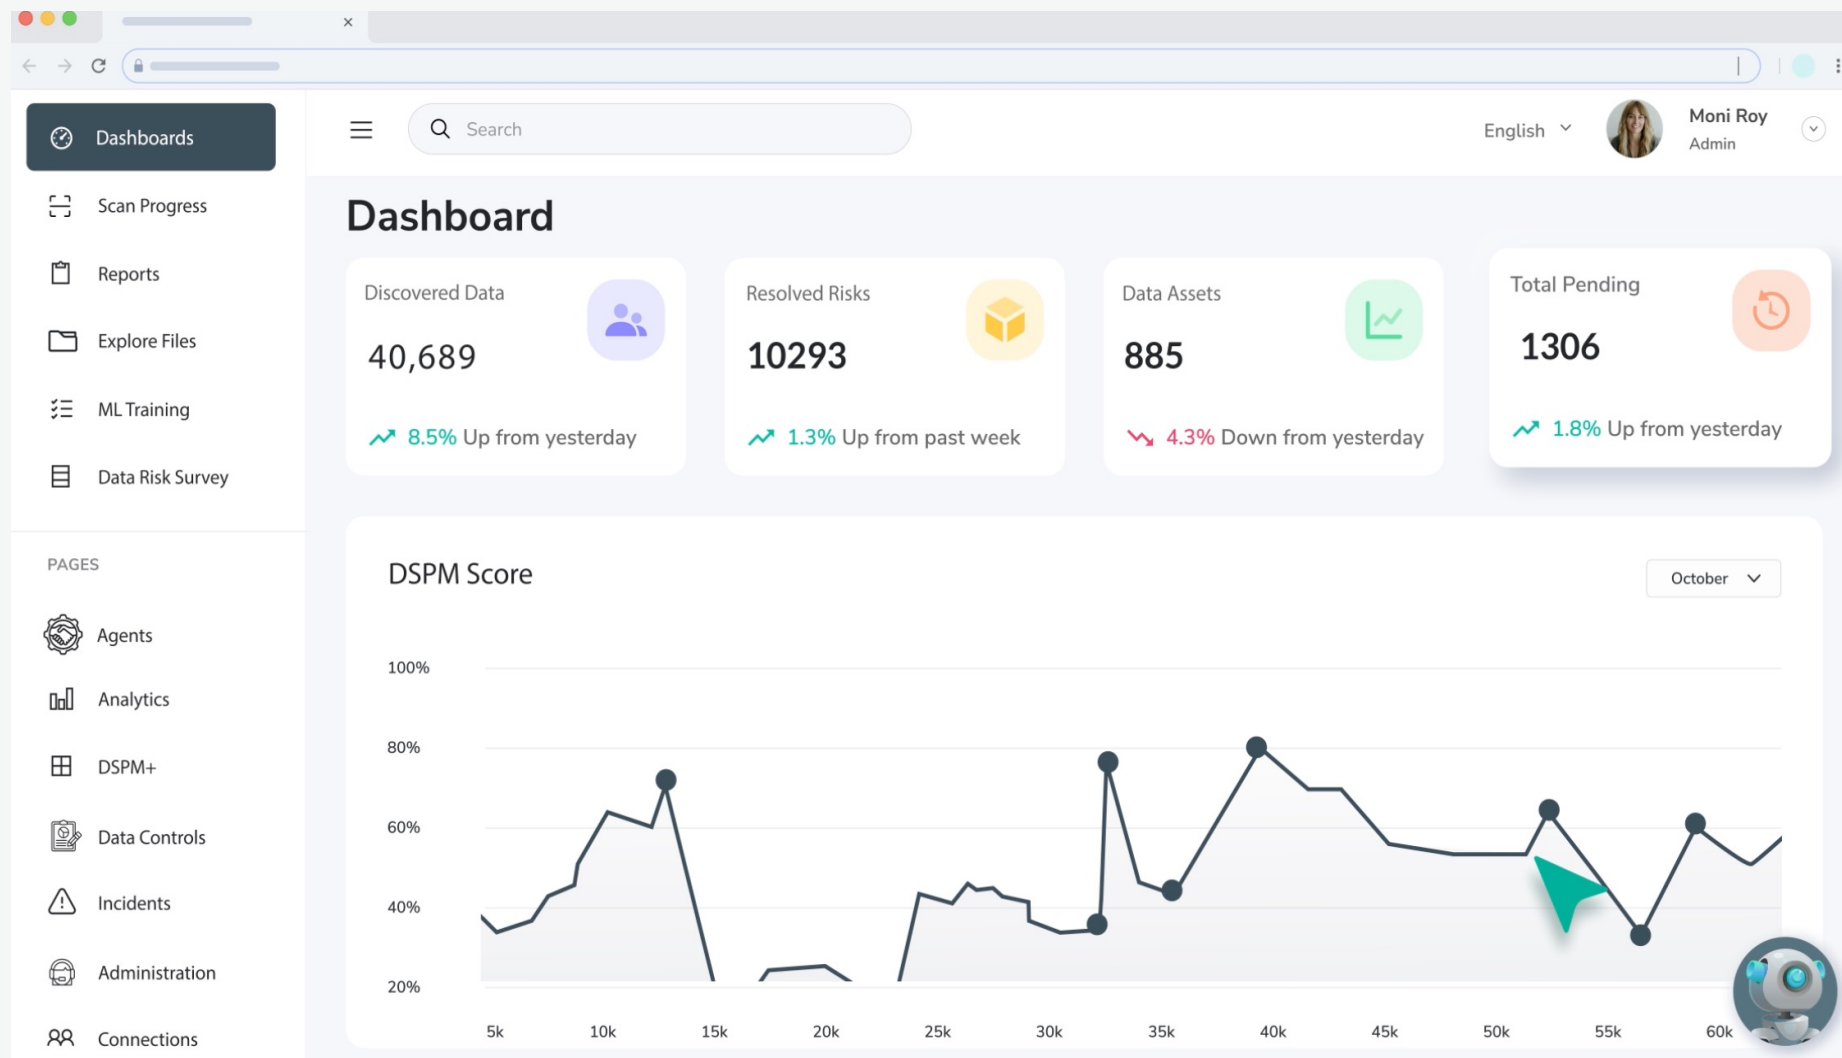 Dashboards
Scan Progress
Reports
Explore Files
ML Training
Data Risk Survey
PAGES
Agents
Analytics
DSPM+
Data Controls
Incidents
Administration
Connections
Search
English
Moni Roy
Admin
Dashboard
Discovered Data
40,689
8.5% Up from yesterday
Resolved Risks
10293
1.3% Up from past week
Data Assets
885
4.3% Down from yesterday
Total Pending
1306
1.8% Up from yesterday
DSPM Score
October
100%
80%
60%
40%
20%
5k 10k 15k 20k 25k 30k 35k 40k 45k 50k 55k 60k